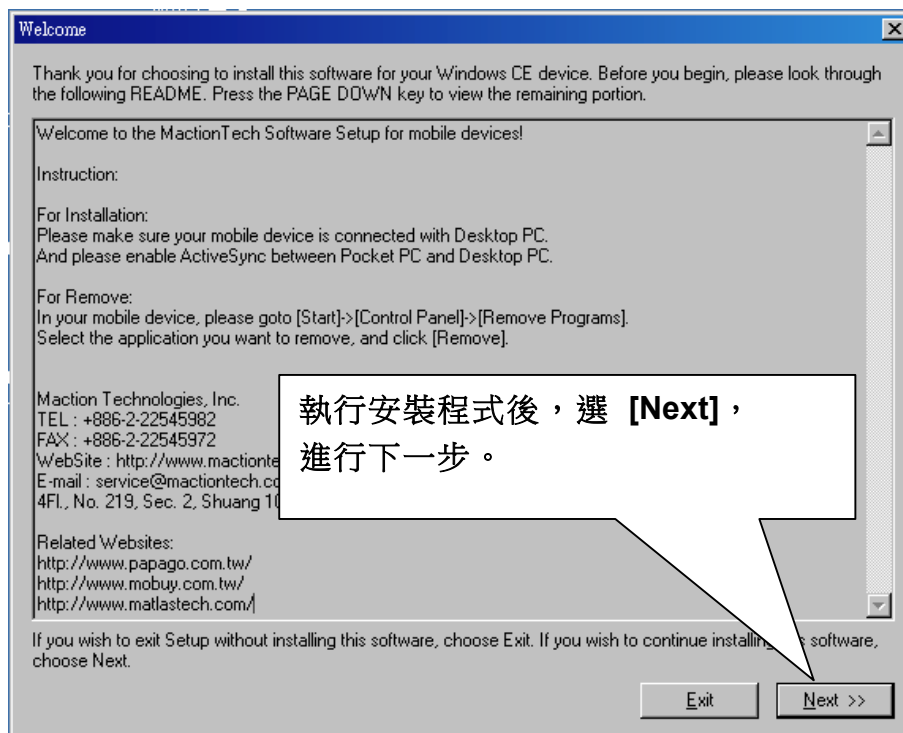 Welcome
Thank you for choosing to install this software for your Windows CE device. Before you begin, please look through
the following README. Press the PAGE DOWN key to view the remaining portion.
Welcome to the MactionTech Software Setup for mobile devices!
Instruction:
For Installation:
Please make sure your mobile device is connected with Desktop PC.
And please enable ActiveSync between Pocket PC and Desktop PC.
For Remove:
In your mobile device, please goto [Start]->[Control Panel]->[Remove Programs].
Select the application you want to remove, and click [Remove].
Maction Technologies, Inc.
TEL : +886-2-22545982
FAX : +886-2-22545972
WebSite : http://www.mactionte
E-mail : service@mactiontech.co
4Fl., No. 219, Sec. 2, Shuang 10
執行安裝程式後，選 [Next]，
進行下一步。
Related Websites:
http://www.papago.com.tw/
http://www.mobuy.com.tw/
http://www.matlastech.com/
If you wish to exit Setup without installing this software, choose Exit. If you wish to continue installing software,
choose Next.
Exit
Next >>